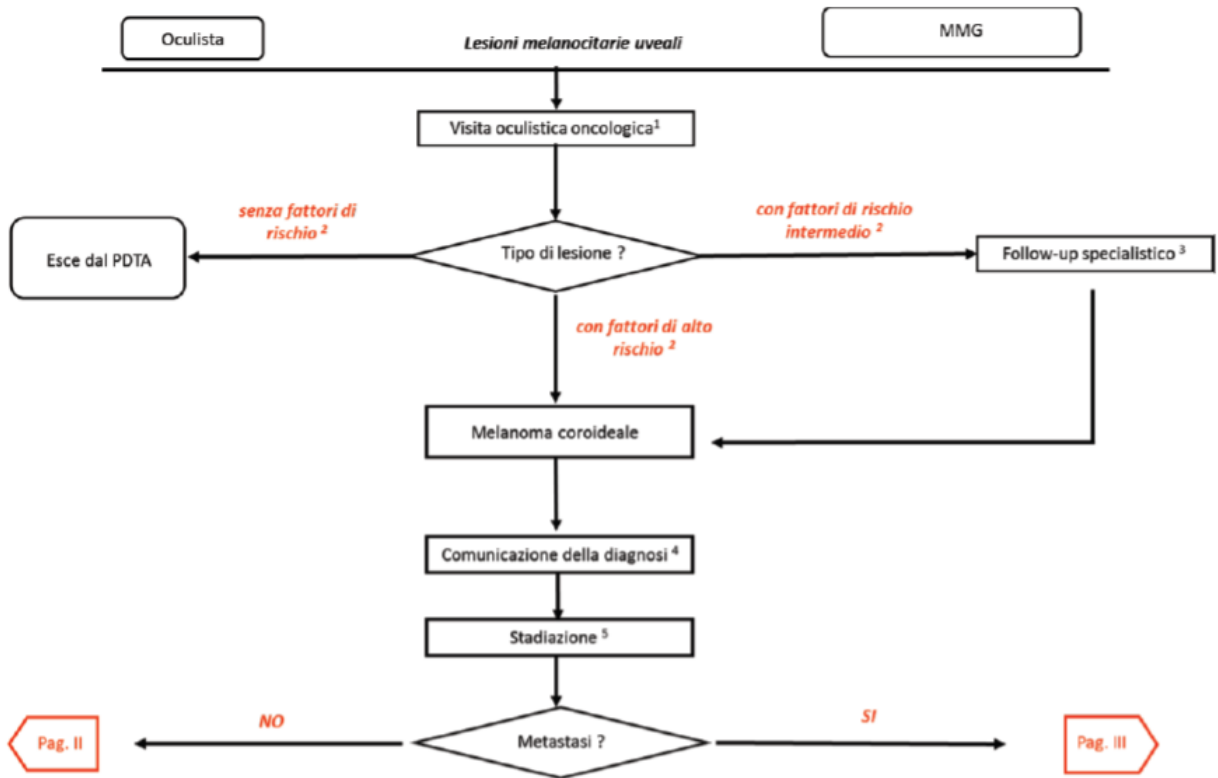 Oculista
Lesioni melanocitarie uveali
MMG
Visita oculistica oncologica¹
senza fattori di
rischio ²
con fattori di rischio
intermedio ²
Esce dal PDTA
Tipo di lesione ?
Follow-up specialistico ³
con fattori di alto
rischio ²
Melanoma coroideale
Comunicazione della diagnosi ⁴
Stadiazione ⁵
NO
SI
Pag. II
Metastasi ?
Pag. III